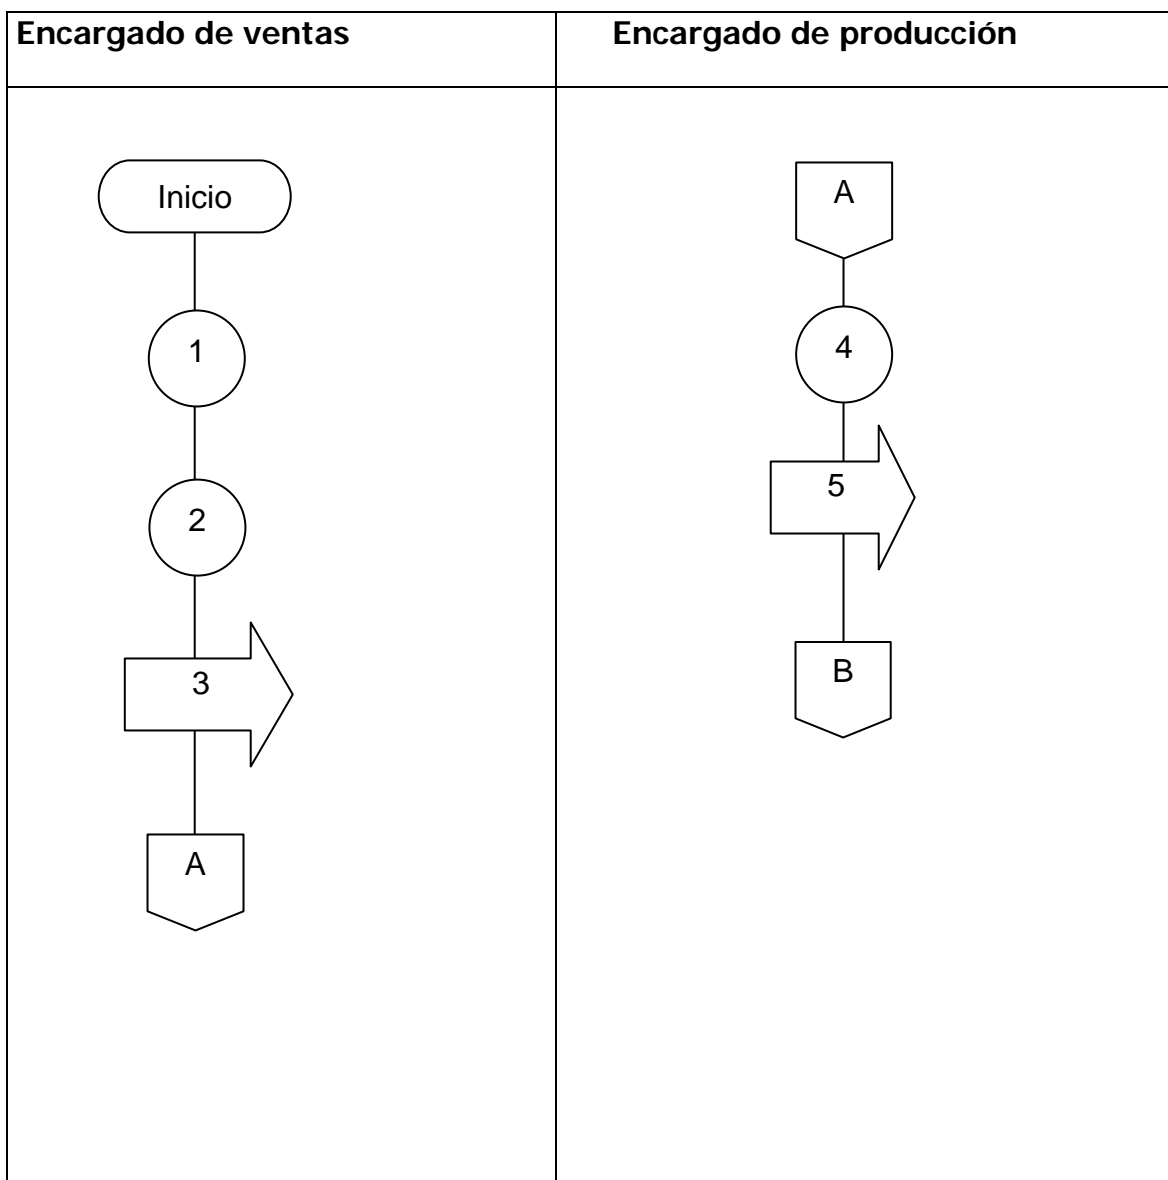 Encargado de ventas
Encargado de producción
Inicio
1
2
3
A
A
4
5
B